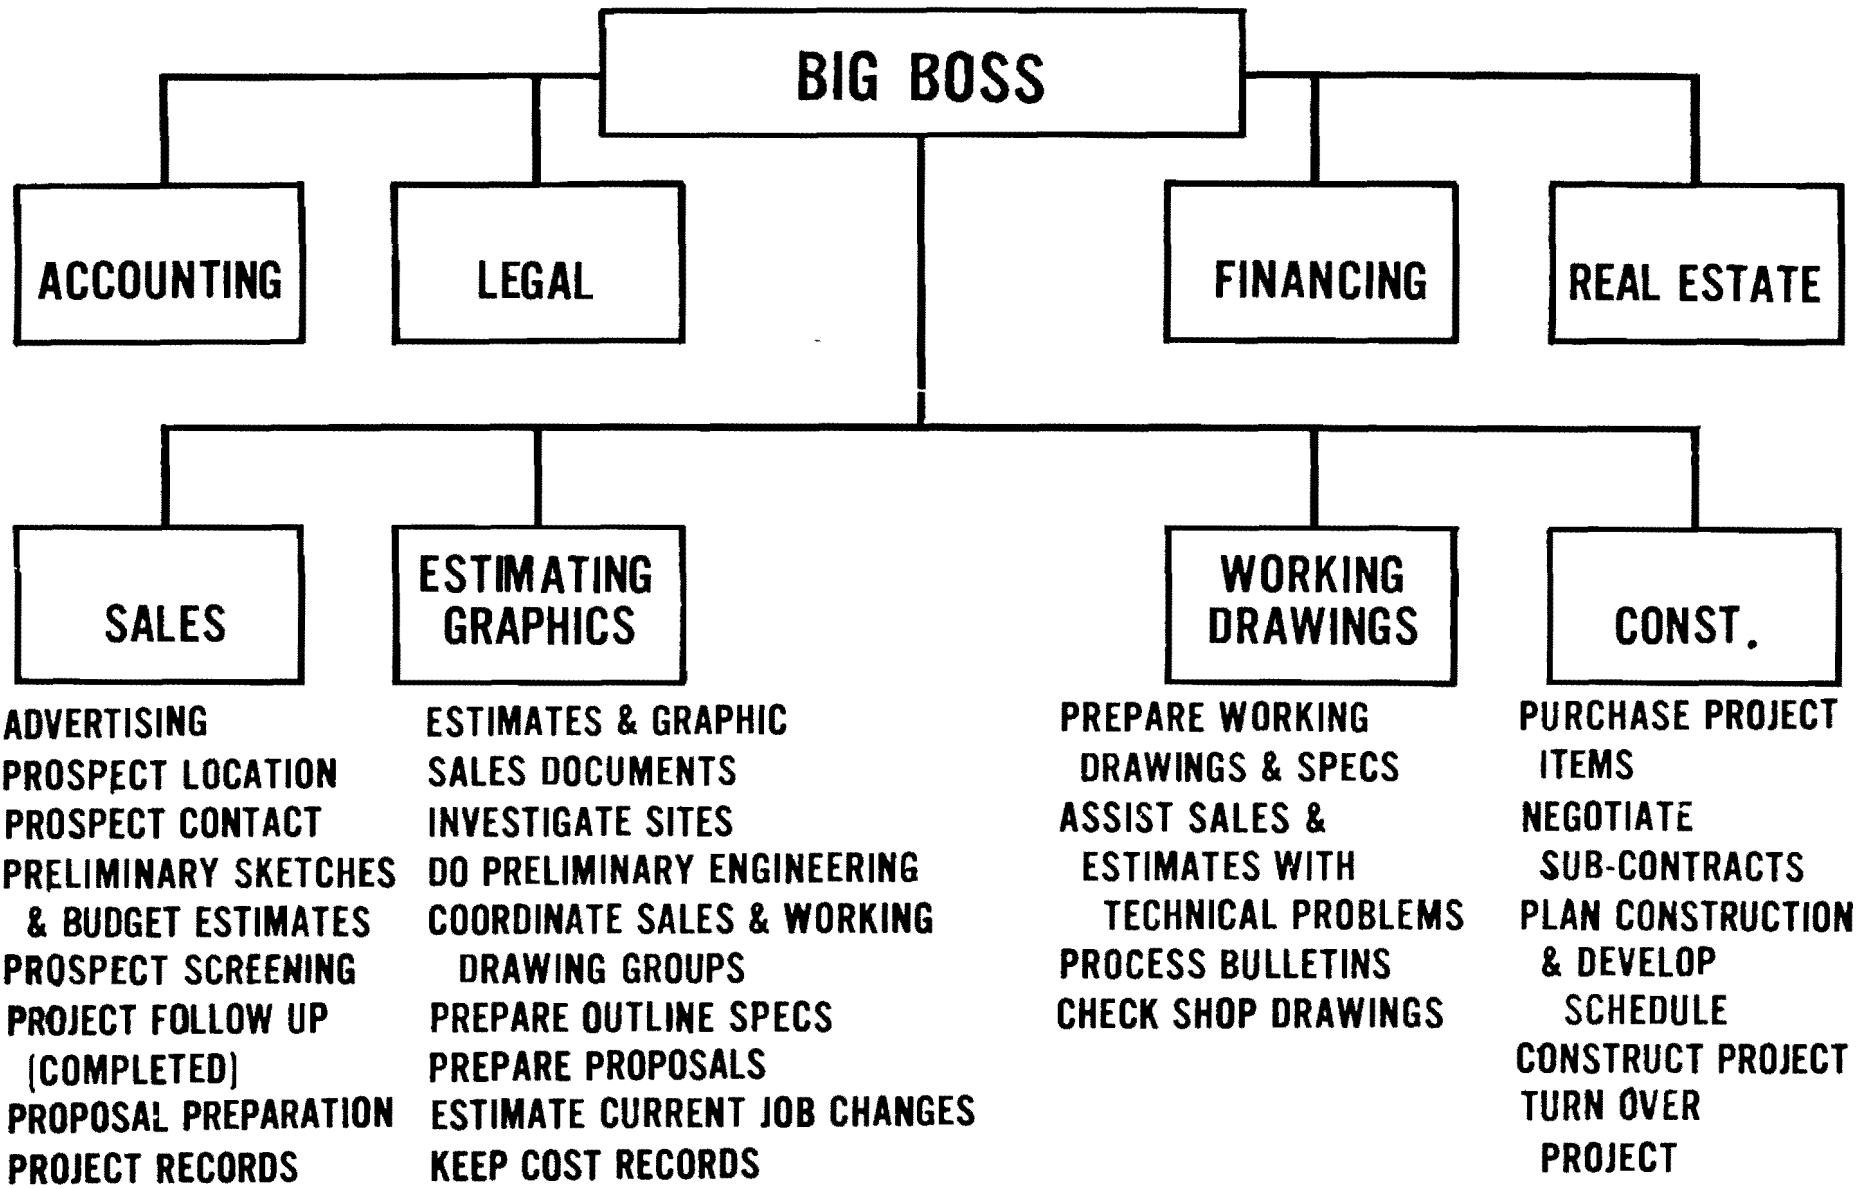 BIG BOSS
ACCOUNTING
LEGAL
FINANCING
REAL ESTATE
SALES
ESTIMATING
GRAPHICS
WORKING
DRAWINGS
CONST.
ADVERTISING
PROSPECT LOCATION
PROSPECT CONTACT
PRELIMINARY SKETCHES
& BUDGET ESTIMATES
PROSPECT SCREENING
PROJECT FOLLOW UP
(COMPLETED)
PROPOSAL PREPARATION
PROJECT RECORDS
ESTIMATES & GRAPHIC
SALES DOCUMENTS
INVESTIGATE SITES
DO PRELIMINARY ENGINEERING
COORDINATE SALES & WORKING
DRAWING GROUPS
PREPARE OUTLINE SPECS
PREPARE PROPOSALS
ESTIMATE CURRENT JOB CHANGES
KEEP COST RECORDS
PREPARE WORKING
DRAWINGS & SPECS
ASSIST SALES &
ESTIMATES WITH
TECHNICAL PROBLEMS
PROCESS BULLETINS
CHECK SHOP DRAWINGS
PURCHASE PROJECT
ITEMS
NEGOTIATE
SUB-CONTRACTS
PLAN CONSTRUCTION
& DEVELOP
SCHEDULE
CONSTRUCT PROJECT
TURN OVER
PROJECT